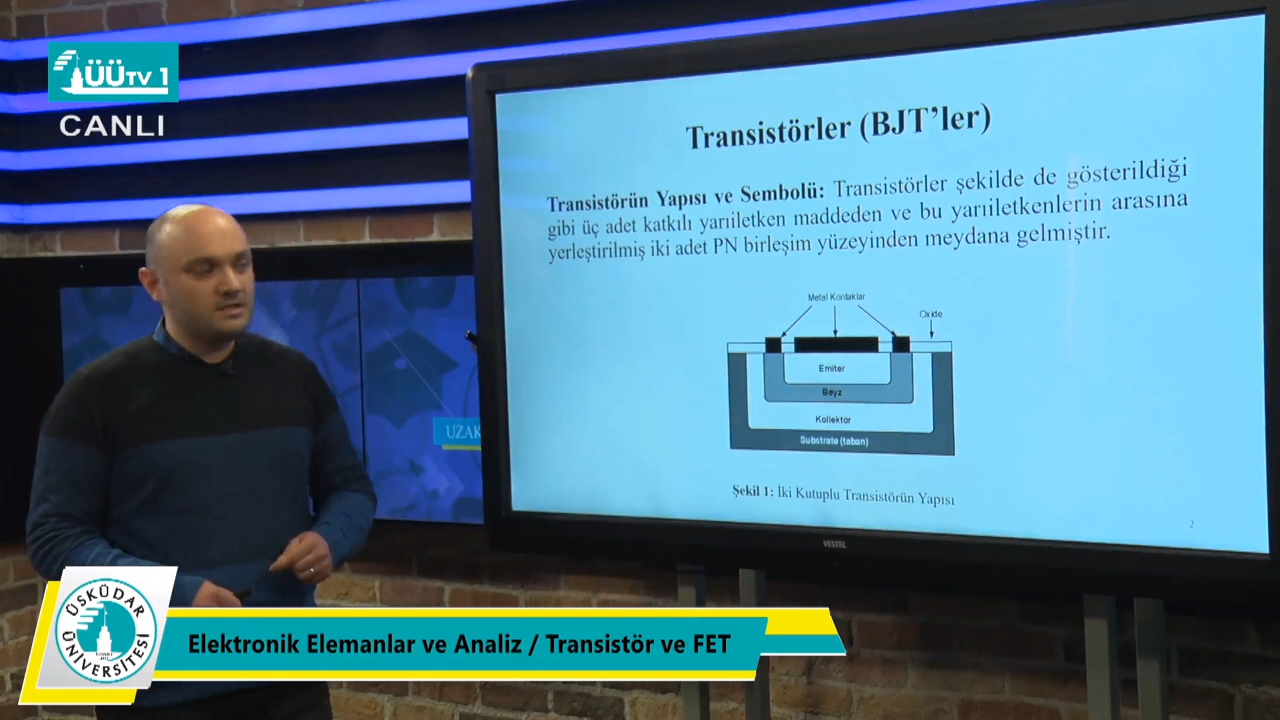 ÜÜTV 1
CANLI
Transistörler (BJT’ler)
Transistörün Yapısı ve Sembolü: Transistörler şekilde de gösterildiği
gibi üç adet katkılı yarıiletken maddeden ve bu yarıiletkenlerin arasına
yerleştirilmiş iki adet PN birleşim yüzeyinden meydana gelmiştir.
Metal Kontaklar
Oxide
Emiter
Beyz
Kollektör
Substrate (taban)
Şekil 1: İki Kutuplu Transistörün Yapısı
2
VESTEL
UZAK
ÜSKÜDAR
ÜNİVERSİTESİ
Elektronik Elemanlar ve Analiz / Transistör ve FET